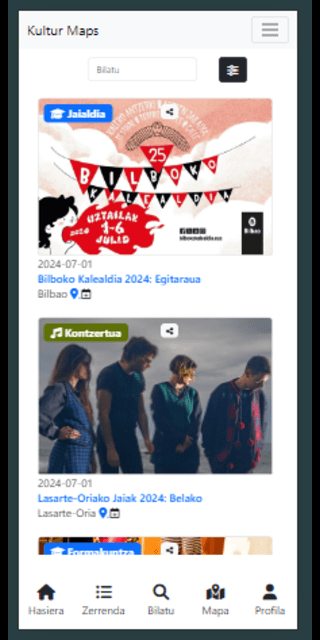 Kultur Maps
Bilatu
Jaialdia
25
BILBOKO
KALEALDIA
2024
UZTAILAK
1-6
JULIO
bilbokokalealdia.eus
Bilbao
2024-07-01
Bilboko Kalealdia 2024: Egitaraua
Bilbao
Kontzertua
2024-07-01
Lasarte-Oriako Jaiak 2024: Belako
Lasarte-Oria
Formakuntza
Hasiera Zerrenda Bilatu Mapa Profila